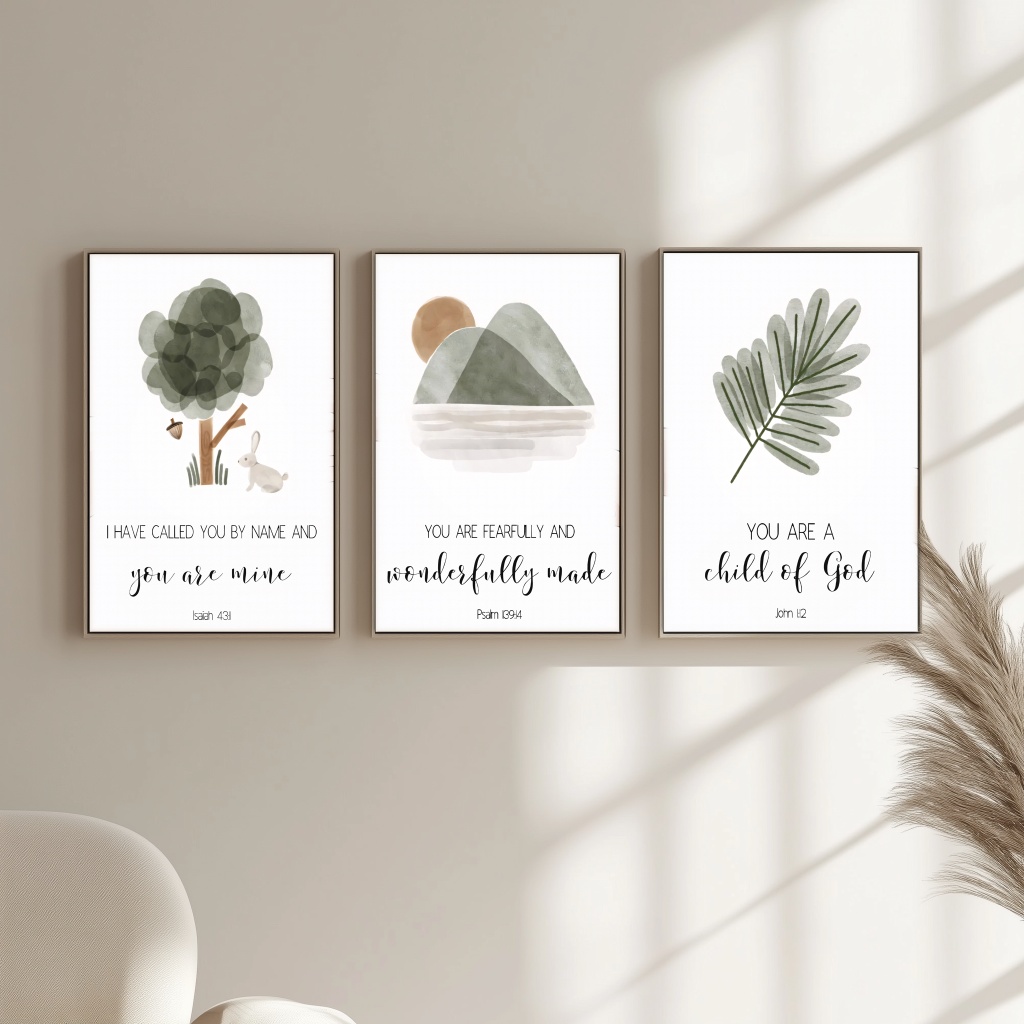 I HAVE CALLED YOU BY NAME AND
you are mine
Isaiah 43:1
YOU ARE FEARFULLY AND
wonderfully made
Psalm 139:14
YOU ARE A
child of God
John 1:12